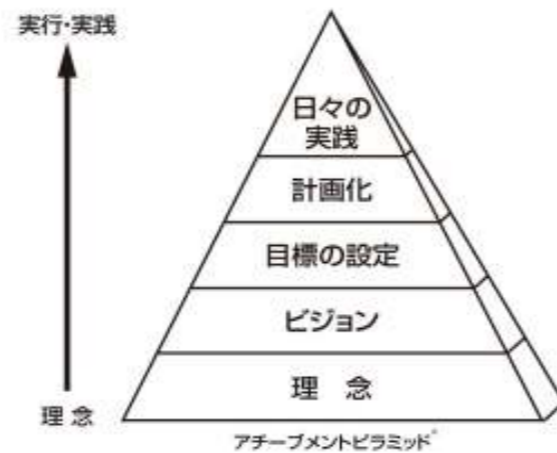 実行・実践
日々の
実践
計画化
目標の設定
ビジョン
理 念
理 念
アチーブメントピラミッド